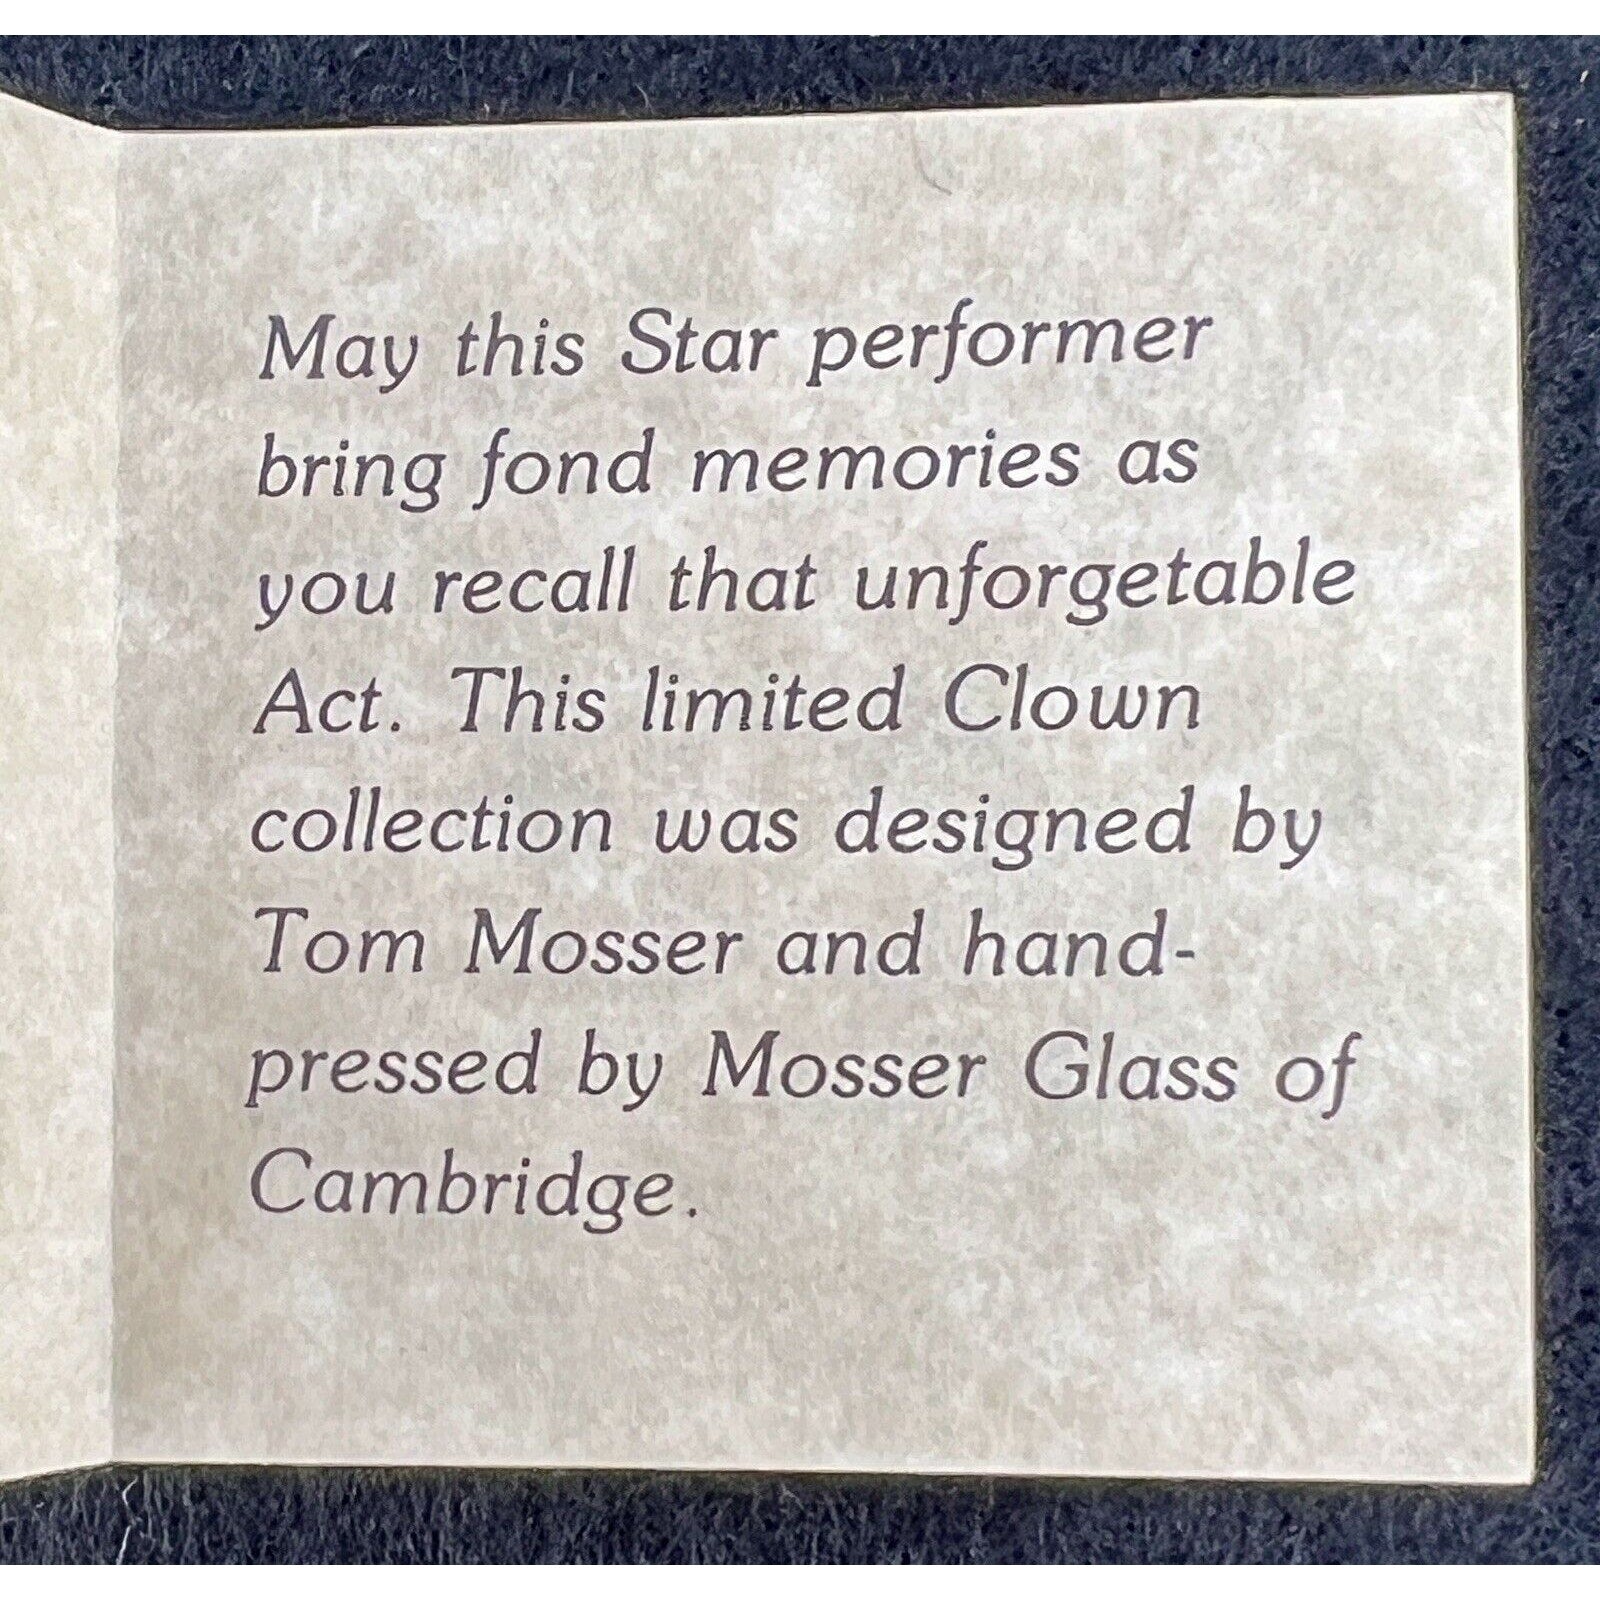 May this Star performer
bring fond memories as
you recall that unforgetable
Act. This limited Clown
collection was designed by
Tom Mosser and hand-
pressed by Mosser Glass of
Cambridge.